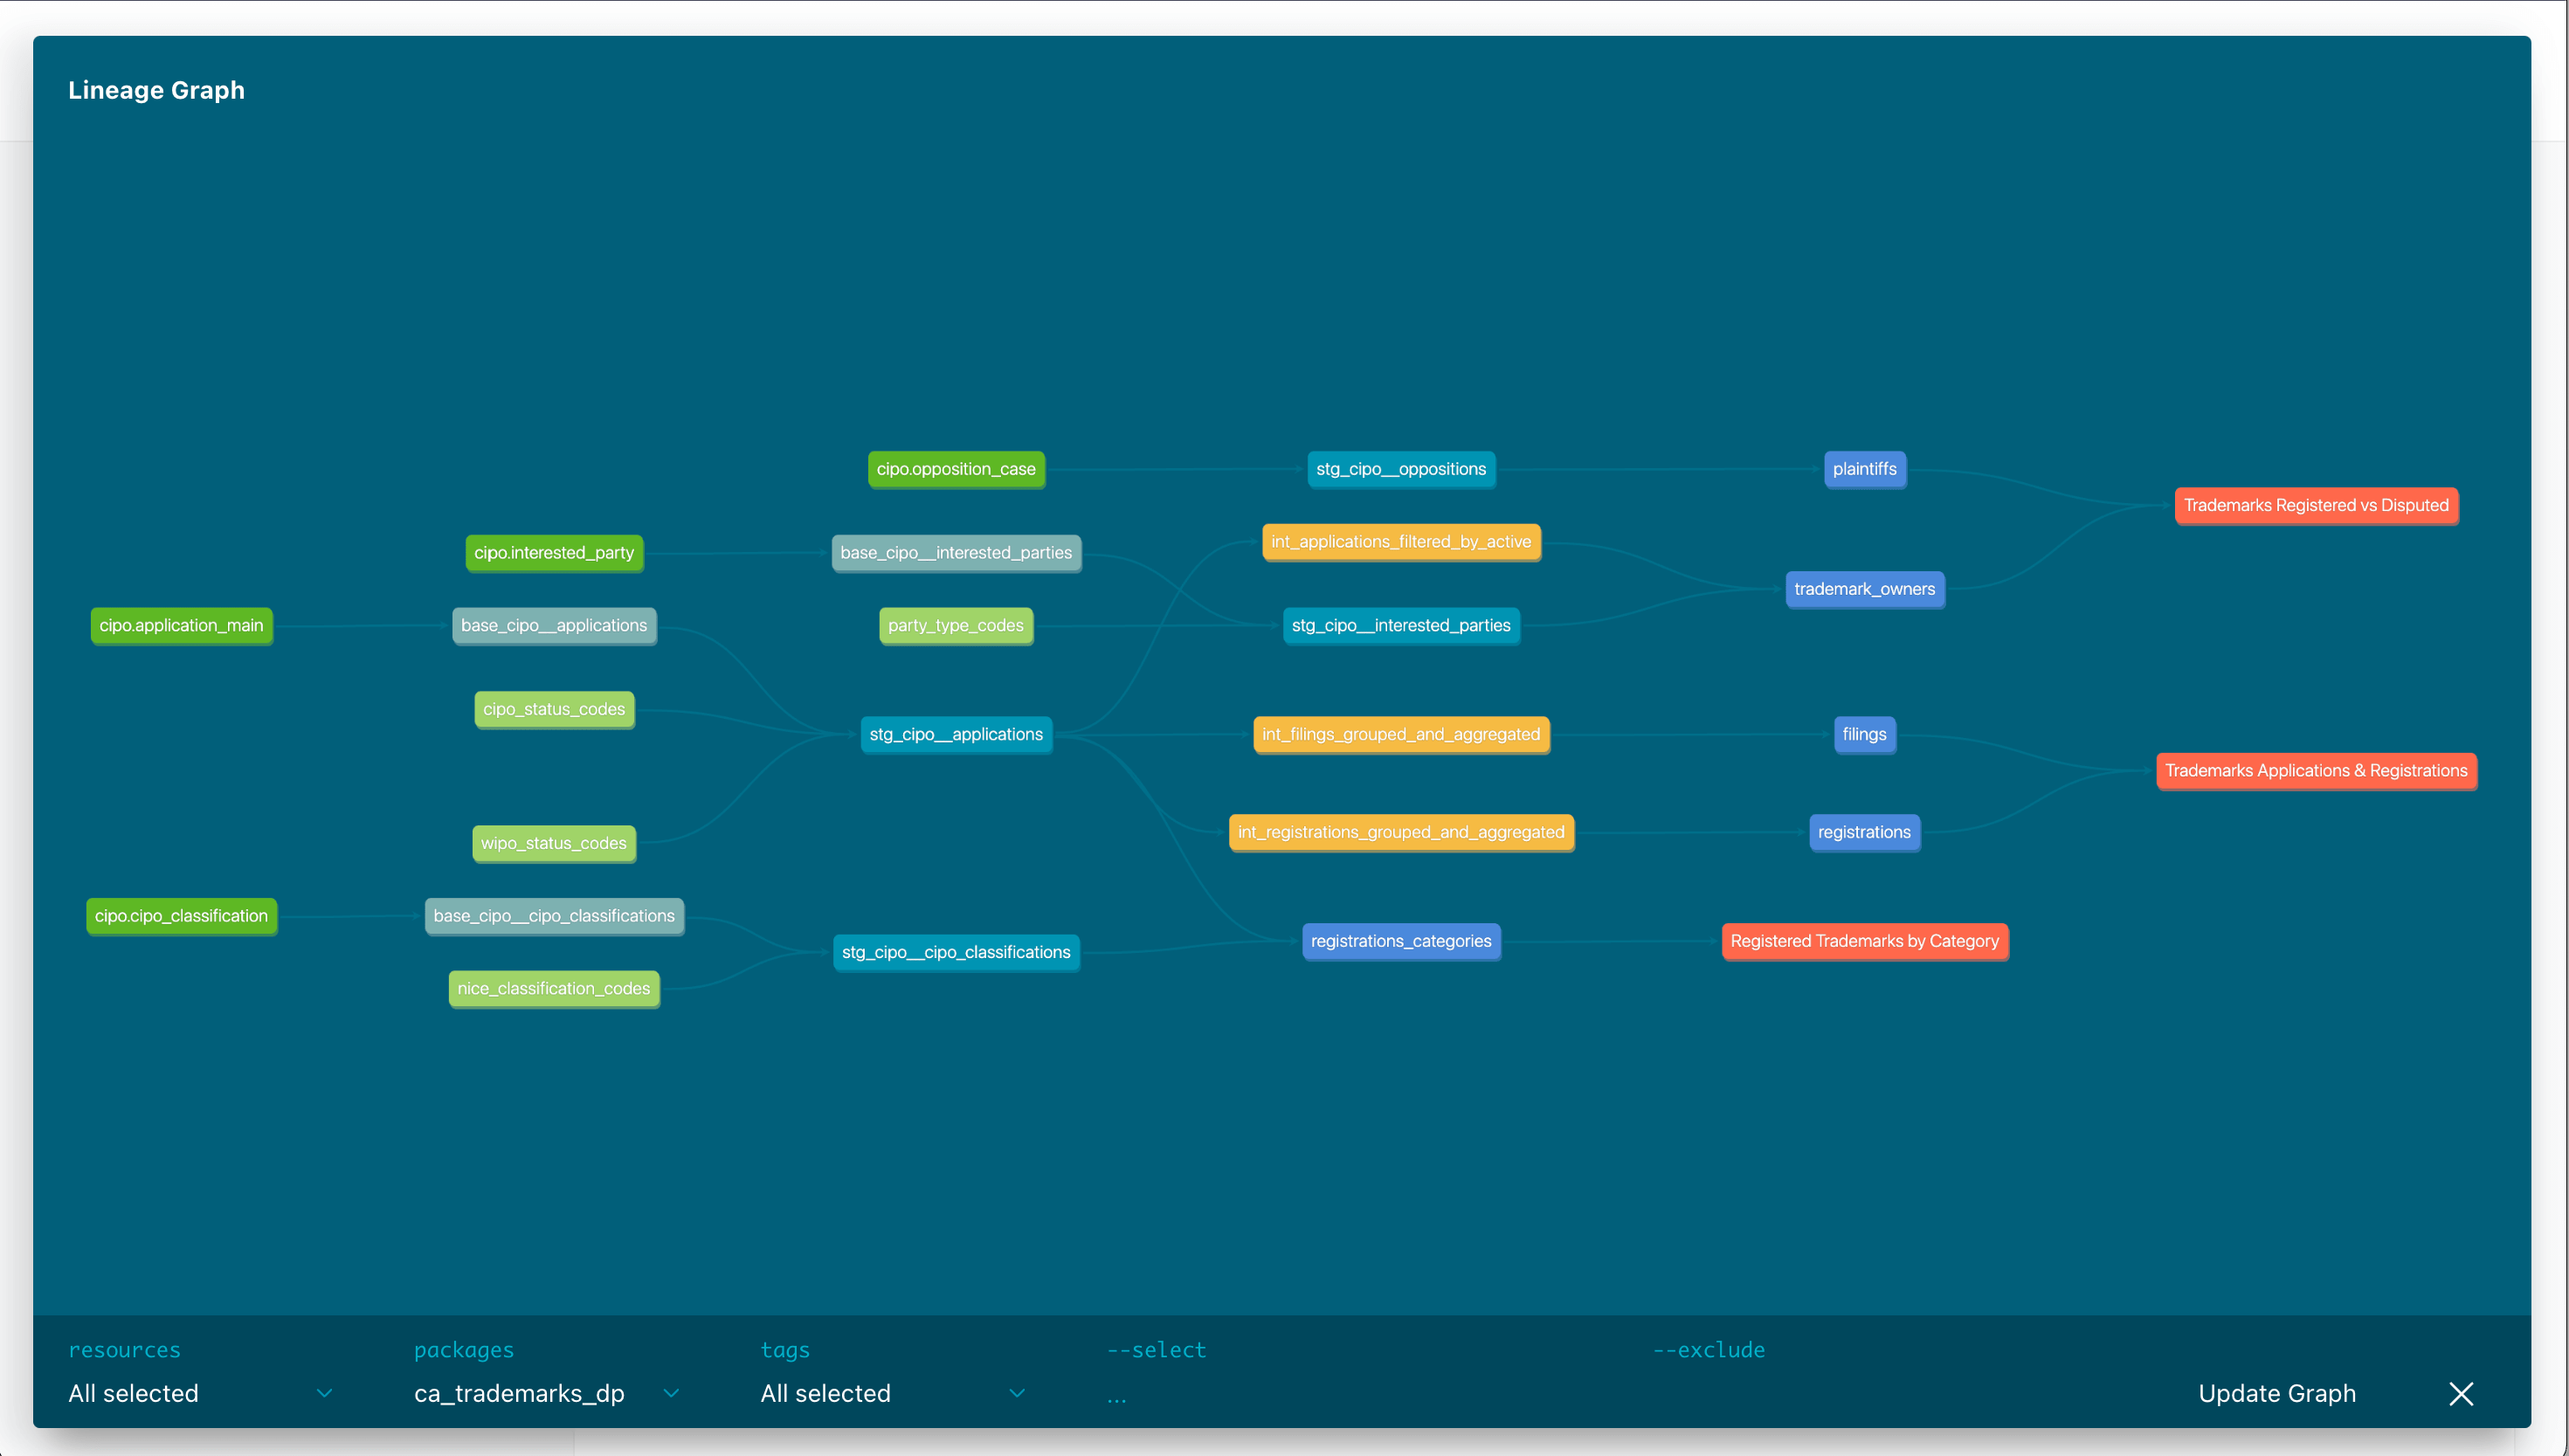 Lineage Graph
cipo.opposition_case
stg_cipo__oppositions
plaintiffs
Trademarks Registered vs Disputed
int_applications_filtered_by_active
cipo.interested_party
base_cipo__interested_parties
trademark_owners
cipo.application_main
base_cipo__applications
party_type_codes
stg_cipo__interested_parties
cipo_status_codes
stg_cipo__applications
int_filings_grouped_and_aggregated
filings
Trademarks Applications & Registrations
int_registrations_grouped_and_aggregated
registrations
wipo_status_codes
cipo.cipo_classification
base_cipo__cipo_classifications
registrations_categories
Registered Trademarks by Category
stg_cipo__cipo_classifications
nice_classification_codes
resources
packages
tags
--select
--exclude
All selected
ca_trademarks_dp
All selected
...
Update Graph